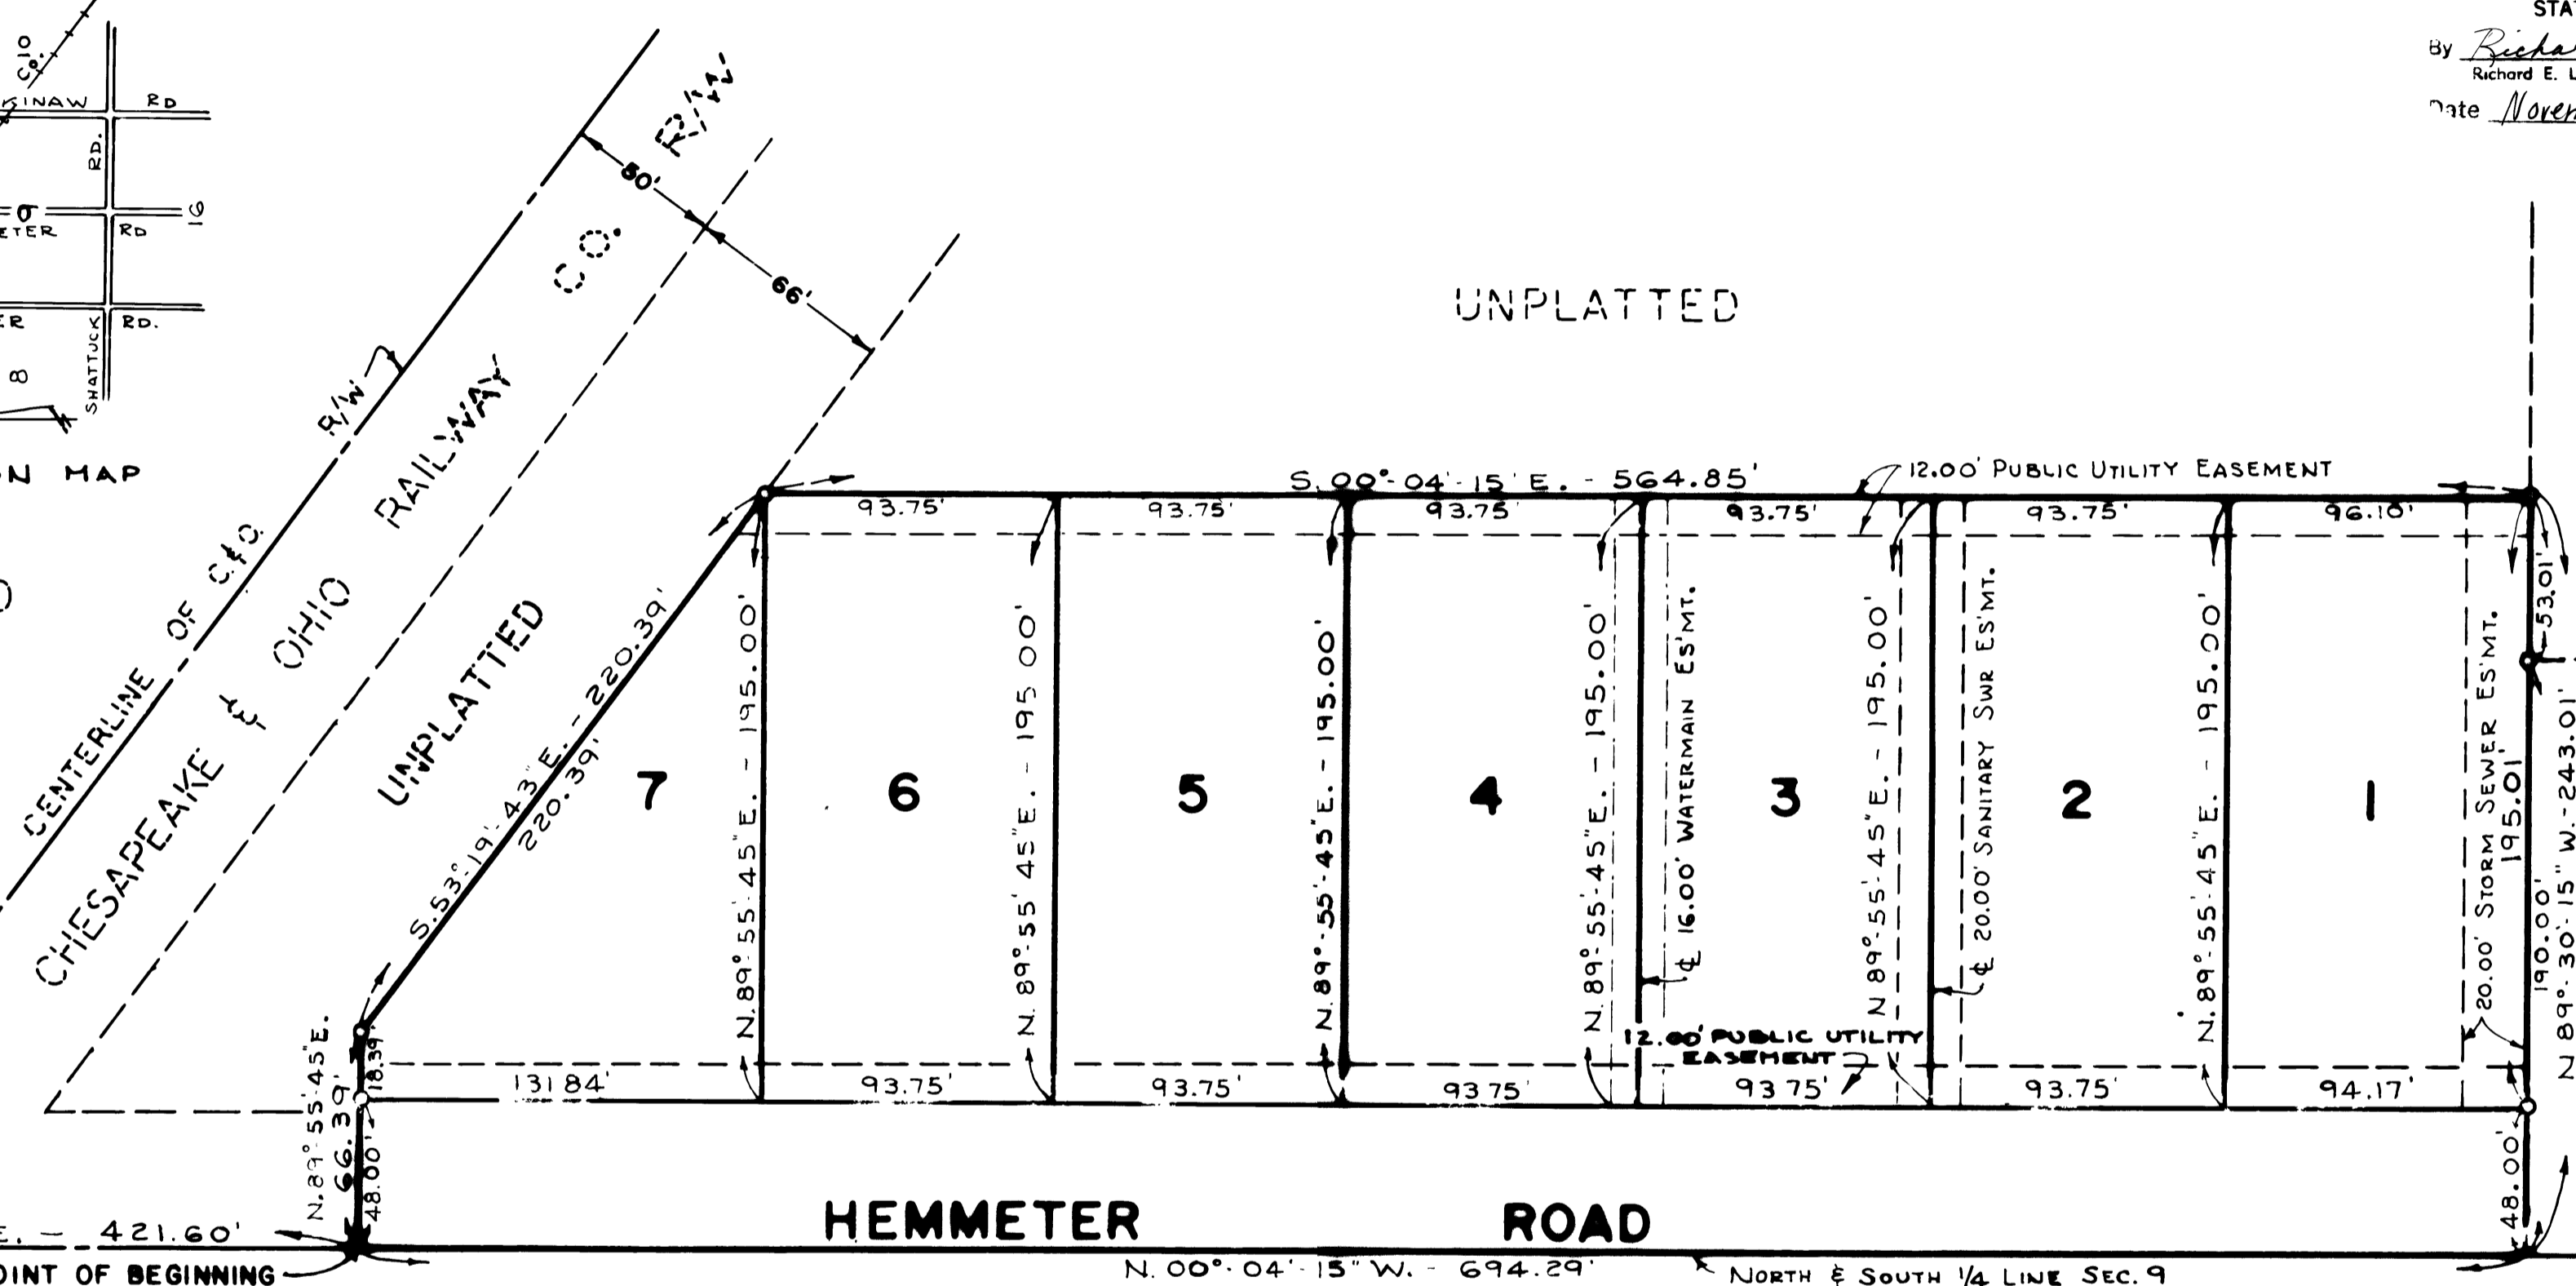 STA
By Richa
Richard E. L
Date Novem
Co. 10
GINAW RD
RD.
ETER RD
16
ER RD.
SHATTUCK
8
ON MAP
R/W
50'
66'
CO.
RAILWAY
&
OHIO
CHESAPEAKE
R/W
CENTERLINE OF C.&O.
UNPLATTED
UNPLATTED
S. 00°-04'-15" E. - 564.85'
12.00' PUBLIC UTILITY EASEMENT
93.75'
93.75'
93.75'
93.75'
93.75'
96.10'
S.53°-19'-43" E. - 220.39'
220.39'
N.89°-55'-45"E. - 195.00'
N.89°-55' 45"E. - 195 00'
N.89°-55'-45"E. - 195.00'
N.89°-55'-45"E. - 195.00'
℄ 16.00' WATERMAIN ES'MT.
N 89°-55'-45"E. - 195.00'
℄ 20.00' SANITARY SWR ES'MT.
N.89°-55'-45"E. - 195.00'
20.00' STORM SEWER ES'MT.
195.01'
53.01'
190.00'
N 89°-30'-15" W.-243.01'
7
6
5
4
3
2
1
12.00' PUBLIC UTILITY
EASEMENT
131 84'
93.75'
93.75'
93 75'
93 75'
93.75'
94.17'
N.89°-55'-45"E.
66.39'
18.39'
48.00'
48.00'
HEMMETER ROAD
E. - 421.60'
OINT OF BEGINNING
N. 00°-04'-15" W. - 694.29'
NORTH & SOUTH 1/4 LINE SEC. 9